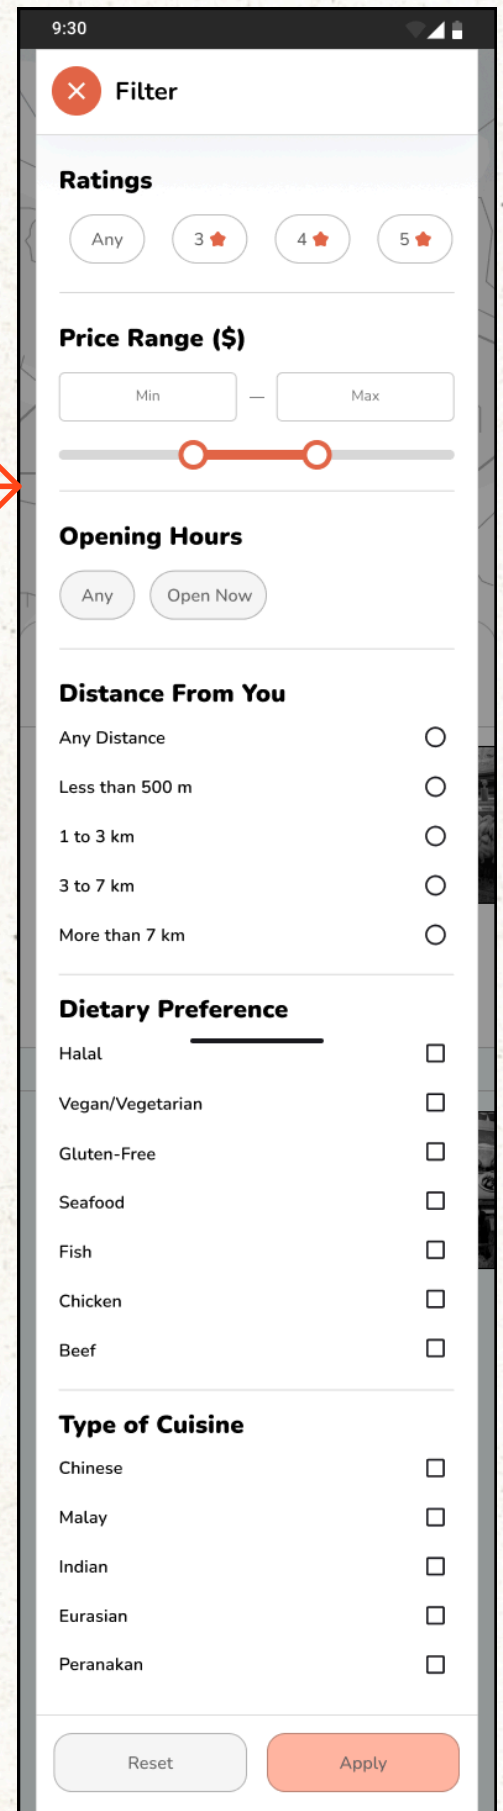 9:30
Filter
Ratings
Any 3 4 5
Price Range ($)
Min — Max
Opening Hours
Any Open Now
Distance From You
Any Distance
Less than 500 m
1 to 3 km
3 to 7 km
More than 7 km
Dietary Preference
Halal
Vegan/Vegetarian
Gluten-Free
Seafood
Fish
Chicken
Beef
Type of Cuisine
Chinese
Malay
Indian
Eurasian
Peranakan
Reset Apply